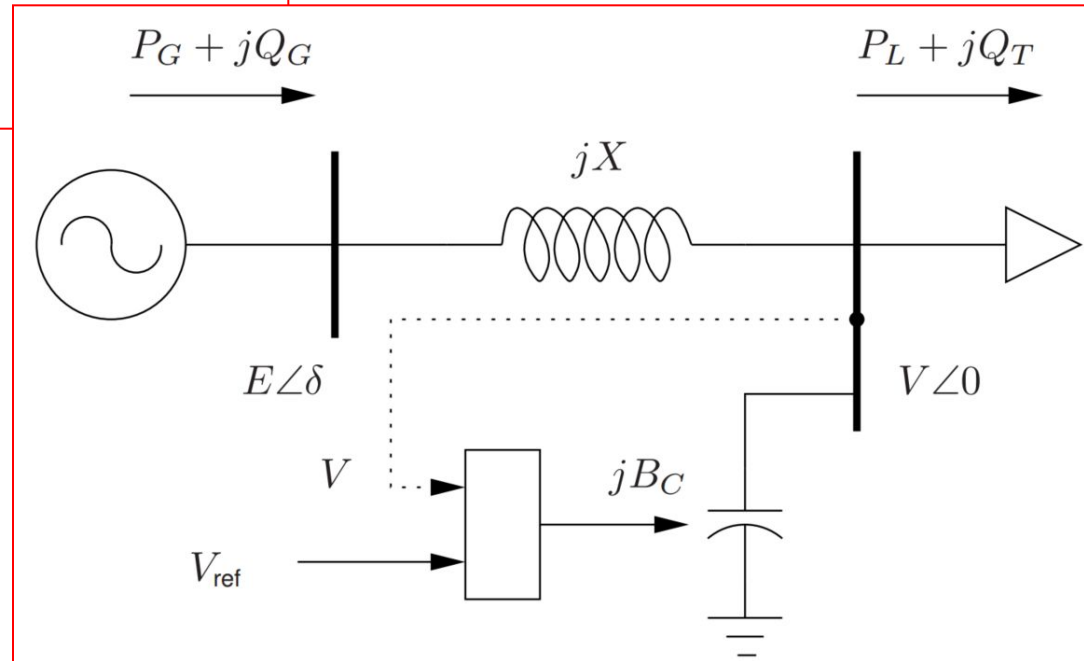 P_G + jQ_G
P_L + jQ_T
jX
E∠δ
V∠0
V
jB_C
V_ref